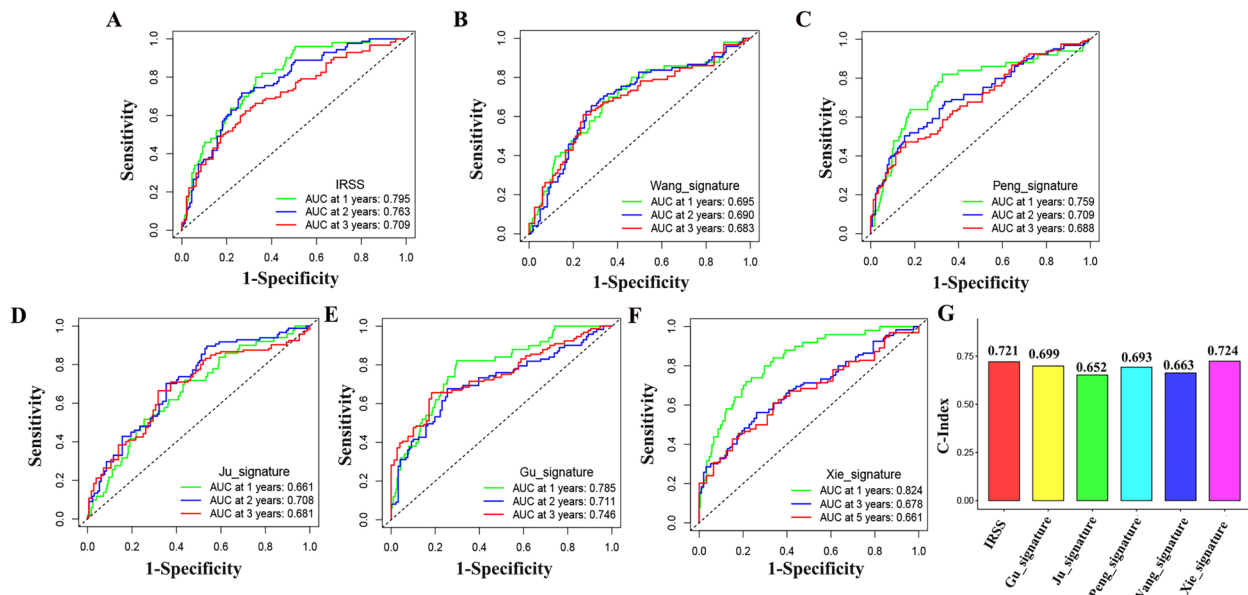 A
Sensitivity
1.0
0.8
0.6
0.4
0.2
0.0
IRSS
AUC at 1 years: 0.795
AUC at 2 years: 0.763
AUC at 3 years: 0.709
0.0 0.2 0.4 0.6 0.8 1.0
1-Specificity
B
Sensitivity
1.0
0.8
0.6
0.4
0.2
0.0
Wang_signature
AUC at 1 years: 0.695
AUC at 2 years: 0.690
AUC at 3 years: 0.683
0.0 0.2 0.4 0.6 0.8 1.0
1-Specificity
C
Sensitivity
1.0
0.8
0.6
0.4
0.2
0.0
Peng_signature
AUC at 1 years: 0.759
AUC at 2 years: 0.709
AUC at 3 years: 0.688
0.0 0.2 0.4 0.6 0.8 1.0
1-Specificity
D
Sensitivity
1.0
0.8
0.6
0.4
0.2
0.0
Ju_signature
AUC at 1 years: 0.661
AUC at 2 years: 0.708
AUC at 3 years: 0.681
0.0 0.2 0.4 0.6 0.8 1.0
1-Specificity
E
Sensitivity
1.0
0.8
0.6
0.4
0.2
0.0
Gu_signature
AUC at 1 years: 0.785
AUC at 2 years: 0.711
AUC at 3 years: 0.746
0.0 0.2 0.4 0.6 0.8 1.0
1-Specificity
F
Sensitivity
1.0
0.8
0.6
0.4
0.2
0.0
Xie_signature
AUC at 1 years: 0.824
AUC at 3 years: 0.678
AUC at 5 years: 0.661
0.0 0.2 0.4 0.6 0.8 1.0
1-Specificity
G
C-Index
0.75
0.50
0.25
0.00
0.721
0.699
0.652
0.693
0.663
0.724
IRSS
Gu_signature
Ju_signature
Peng_signature
Wang_signature
Xie_signature